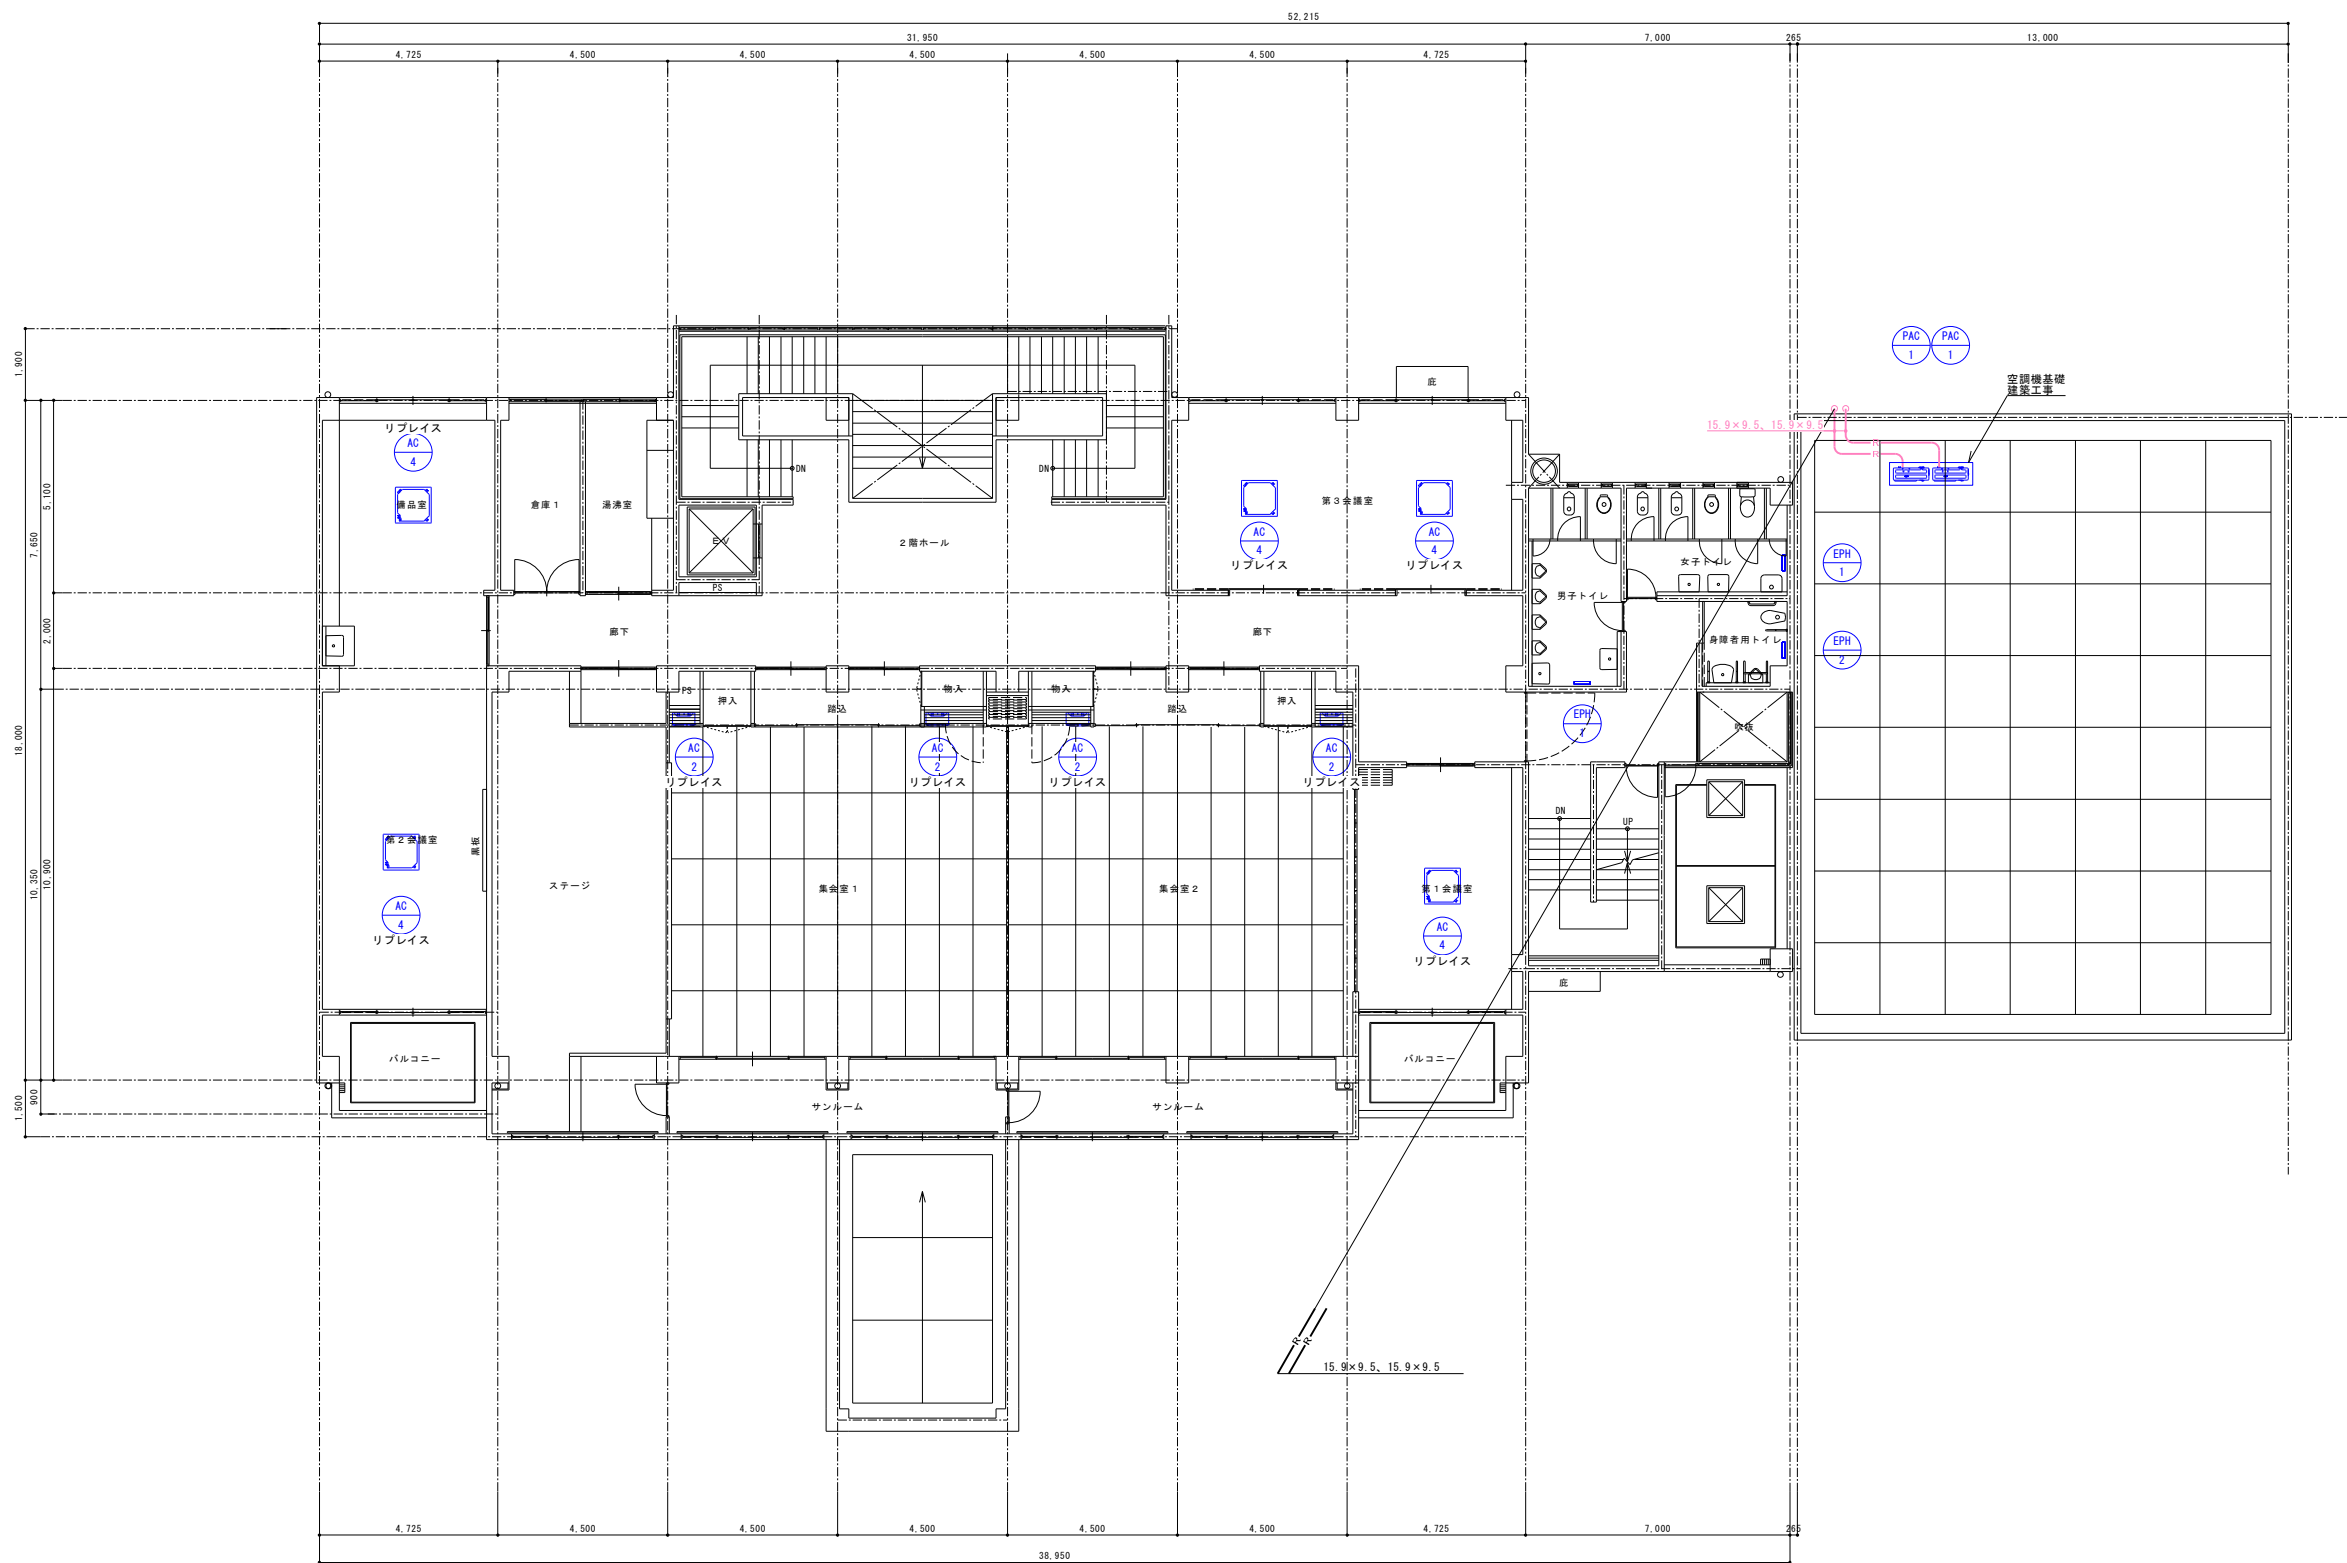 52,215
31,950
7,000
265
13,000
4,725
4,500
4,500
4,500
4,500
4,500
4,725
1,900
PAC
1
PAC
1
空調機基礎
建築工事
庇
15.9×9.5、15.9×9.5
R
R
リプレイス
AC
4
備品室
倉庫1
湯沸室
DN
DN
EV
PS
2階ホール
第3会議室
AC
4
リプレイス
AC
4
リプレイス
女子トイレ
男子トイレ
身障者用トイレ
EPH
1
EPH
2
5,100
7,650
2,000
廊下
廊下
PS
押入
踏込
物入
物入
踏込
押入
EPH
1
吹抜
AC
2
リプレイス
AC
2
リプレイス
AC
2
リプレイス
AC
2
リプレイス
18,000
10,350
10,900
第2会議室
黒板
AC
4
リプレイス
ステージ
集会室1
集会室2
第1会議室
AC
4
リプレイス
DN
UP
庇
バルコニー
バルコニー
サンルーム
サンルーム
1,500
900
R
R
15.9×9.5、15.9×9.5
4,725
4,500
4,500
4,500
4,500
4,500
4,725
7,000
265
38,950